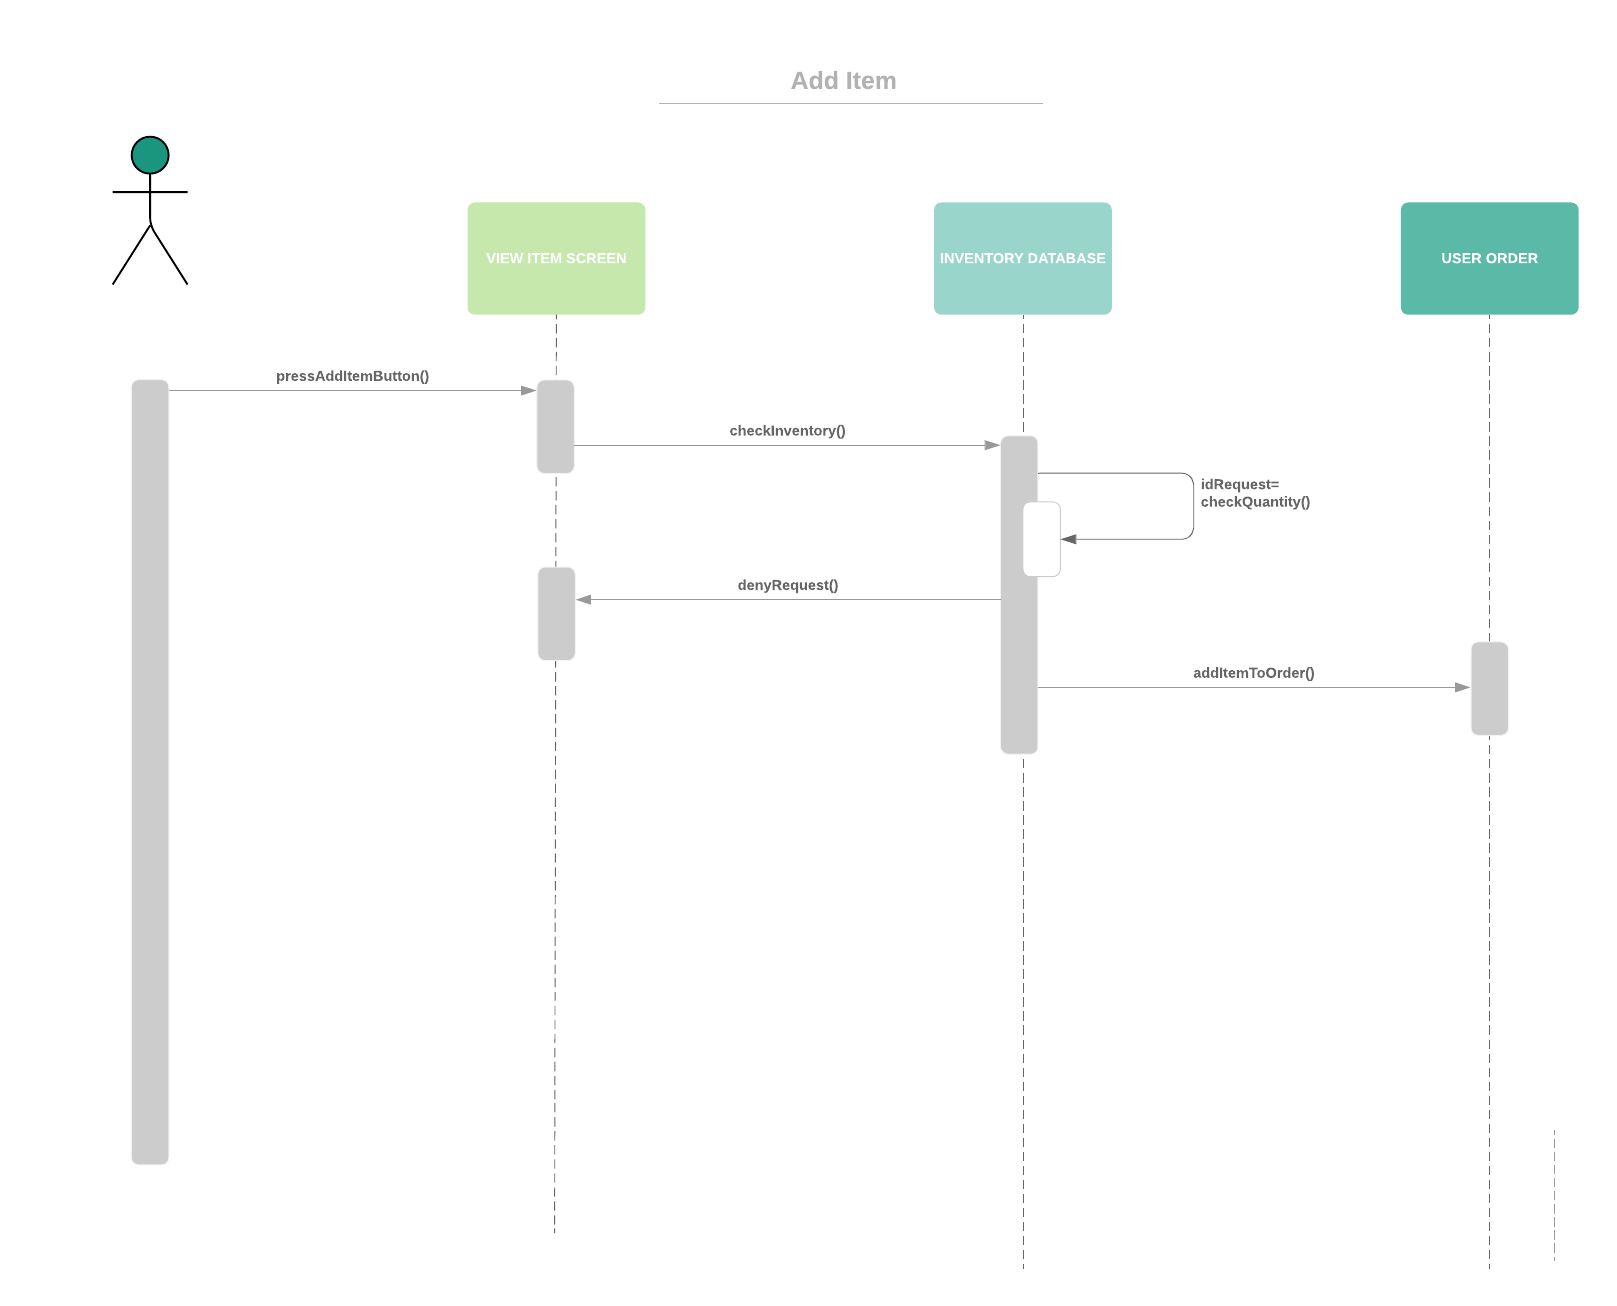 Add Item
VIEW ITEM SCREEN
INVENTORY DATABASE
USER ORDER
pressAddItemButton()
checkInventory()
idRequest=
checkQuantity()
denyRequest()
addItemToOrder()